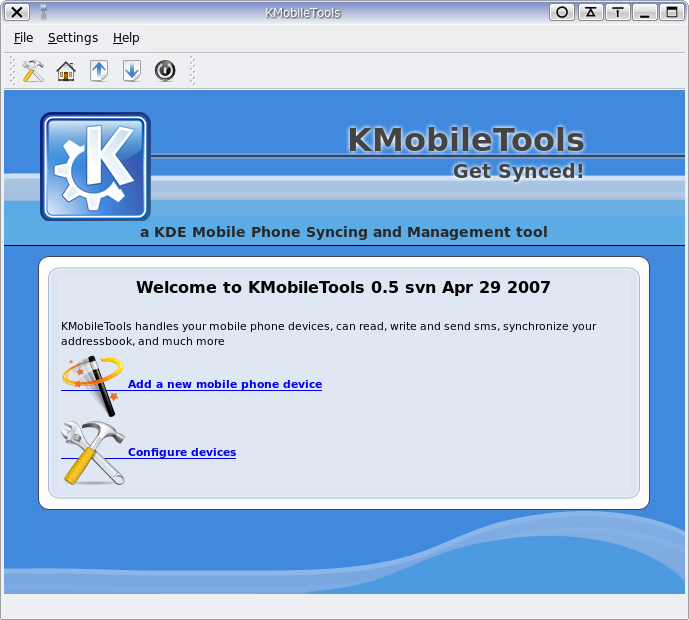 KMobileTools
File Settings Help
KMobileTools
Get Synced!
a KDE Mobile Phone Syncing and Management tool
Welcome to KMobileTools 0.5 svn Apr 29 2007
KMobileTools handles your mobile phone devices, can read, write and send sms, synchronize your
addressbook, and much more
Add a new mobile phone device
Configure devices